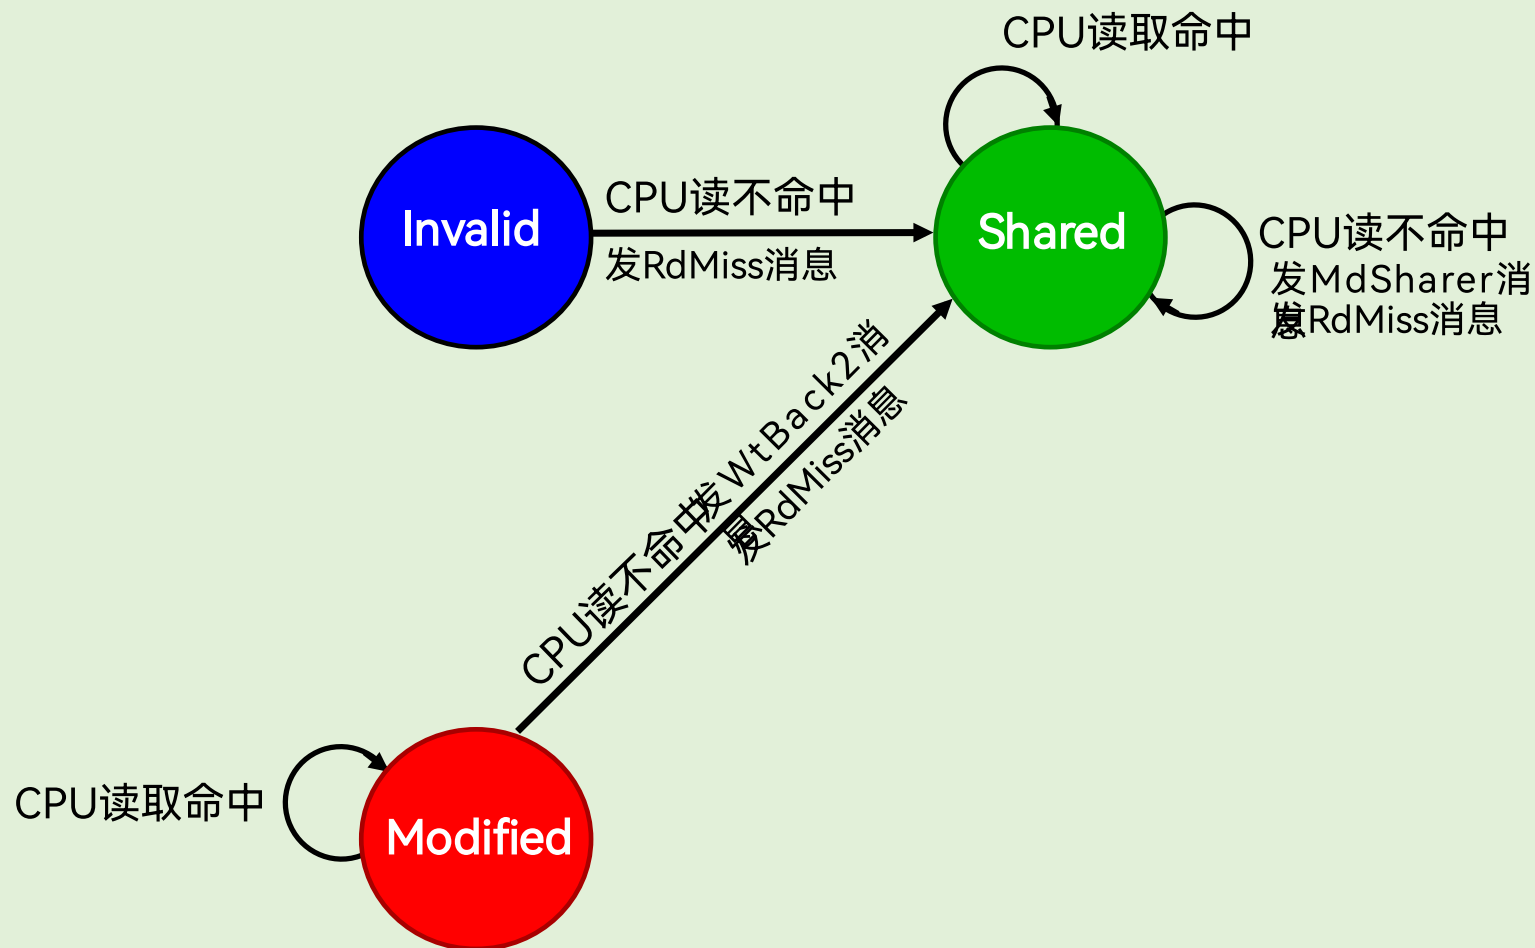 CPU读取命中
Invalid
CPU读不命中
发RdMiss消息
Shared
CPU读不命中
发MdSharer消
息
发RdMiss消息
CPU读不命中
发WtBack2消
息
发RdMiss消息
CPU读取命中
Modified